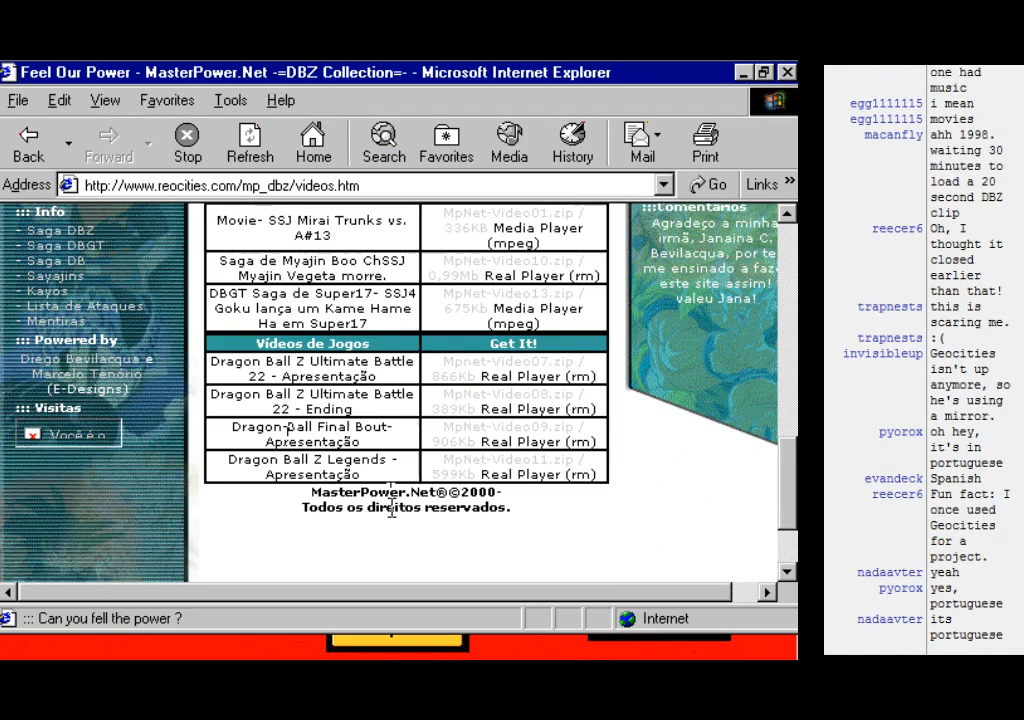 Feel Our Power - MasterPower.Net -=DBZ Collection=- - Microsoft Internet Explorer
File Edit View Favorites Tools Help
Back Forward Stop Refresh Home Search Favorites Media History Mail Print
Address http://www.reocities.com/mp_dbz/videos.htm Go Links »
::: Info
- Saga DBZ
- Saga DBGT
- Saga DB
- Sayajins
- Kayos
- Lista de Ataques
- Mentiras
::: Powered by
Diego Bevilacqua e
Marcelo Tenório
(E-Designs)
::: Visitas
Você é o
Movie- SSJ Mirai Trunks vs.
A#13
MpNet-Video01.zip /
336KB Media Player
(mpeg)
Saga de Myajin Boo ChSSJ
Myajin Vegeta morre.
MpNet-Video10.zip /
0,99Mb Real Player (rm)
DBGT Saga de Super17- SSJ4
Goku lança um Kame Hame
Ha em Super17
MpNet-Video13.zip /
675Kb Media Player
(mpeg)
Vídeos de Jogos Get It!
Dragon Ball Z Ultimate Battle
22 - Apresentação
Mpnet-Video07.zip /
866Kb Real Player (rm)
Dragon Ball Z Ultimate Battle
22 - Ending
MpNet-Video08.zip /
389Kb Real Player (rm)
Dragon Ball Final Bout-
Apresentação
MpNet-Video09.zip /
906Kb Real Player (rm)
Dragon Ball Z Legends -
Apresentação
MpNet-Video11.zip /
599Kb Real Player (rm)
MasterPower.Net®©2000-
Todos os direitos reservados.
:::Comentários
Agradeço a minha
irmã, Janaina C.
Bevilacqua, por te
me ensinado a faze
este site assim!
valeu Jana!
::: Can you fell the power ?
Internet
one had
music
egg1111115 i mean
egg1111115 movies
macanfly ahh 1998.
waiting 30
minutes to
load a 20
second DBZ
clip
reecer6 Oh, I
thought it
closed
earlier
than that!
trapnests this is
scaring me.
trapnests :(
invisibleup Geocities
isn't up
anymore, so
he's using
a mirror.
pyorox oh hey,
it's in
portuguese
evandeck Spanish
reecer6 Fun fact: I
once used
Geocities
for a
project.
nadaavter yeah
pyorox yes,
portuguese
nadaavter its
portuguese